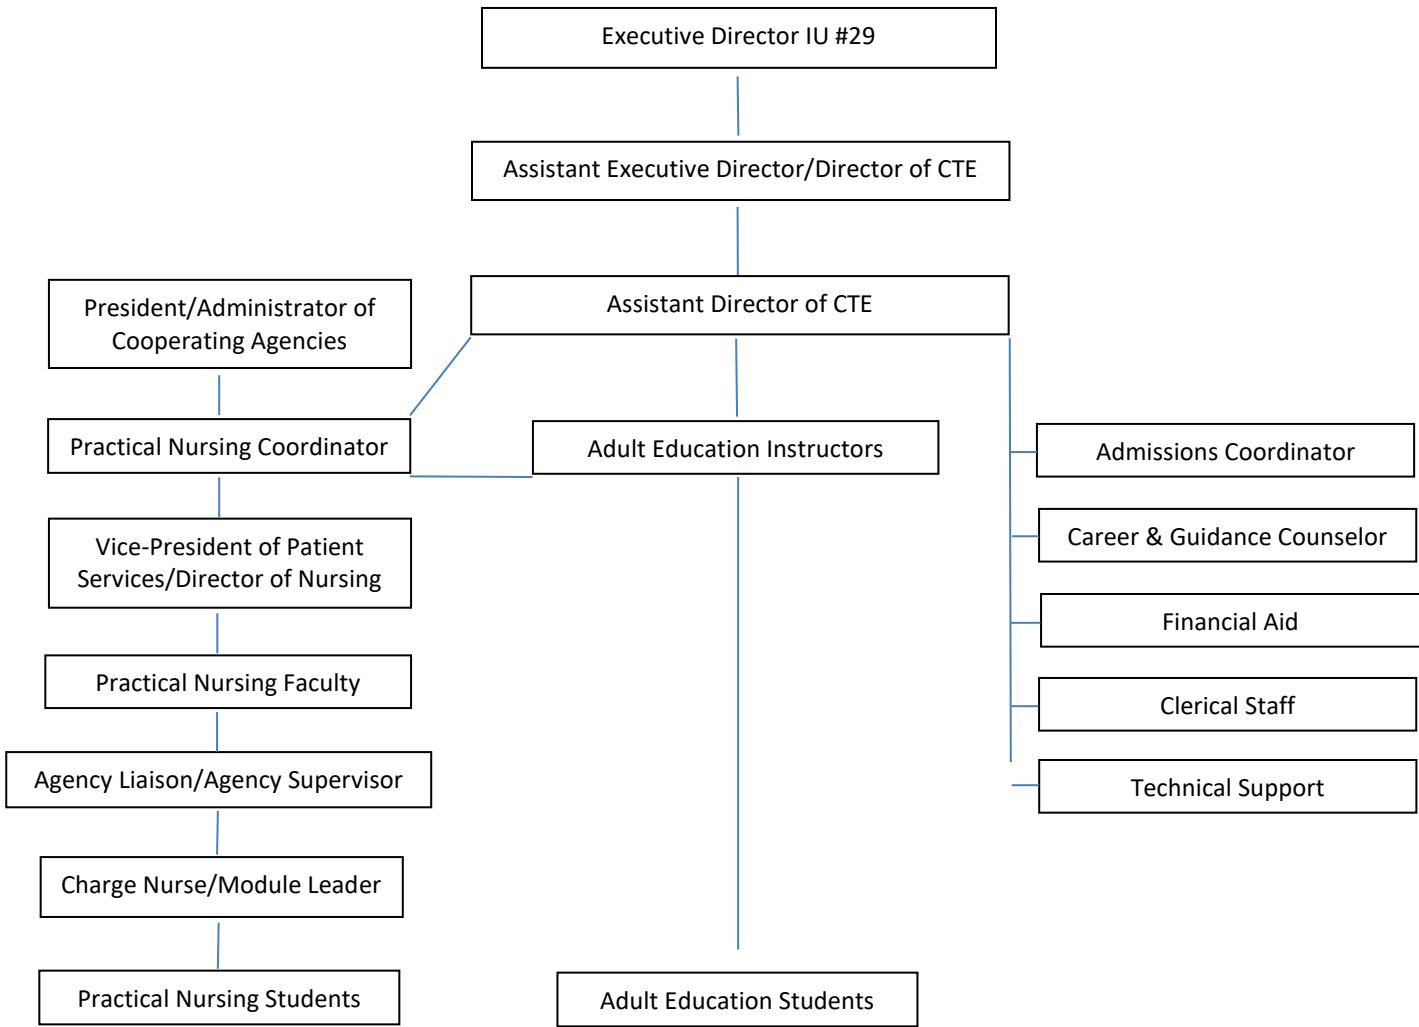 Executive Director IU #29
Assistant Executive Director/Director of CTE
Assistant Director of CTE
President/Administrator of
Cooperating Agencies
Practical Nursing Coordinator
Adult Education Instructors
Admissions Coordinator
Career & Guidance Counselor
Vice-President of Patient
Services/Director of Nursing
Financial Aid
Practical Nursing Faculty
Clerical Staff
Agency Liaison/Agency Supervisor
Technical Support
Charge Nurse/Module Leader
Practical Nursing Students
Adult Education Students